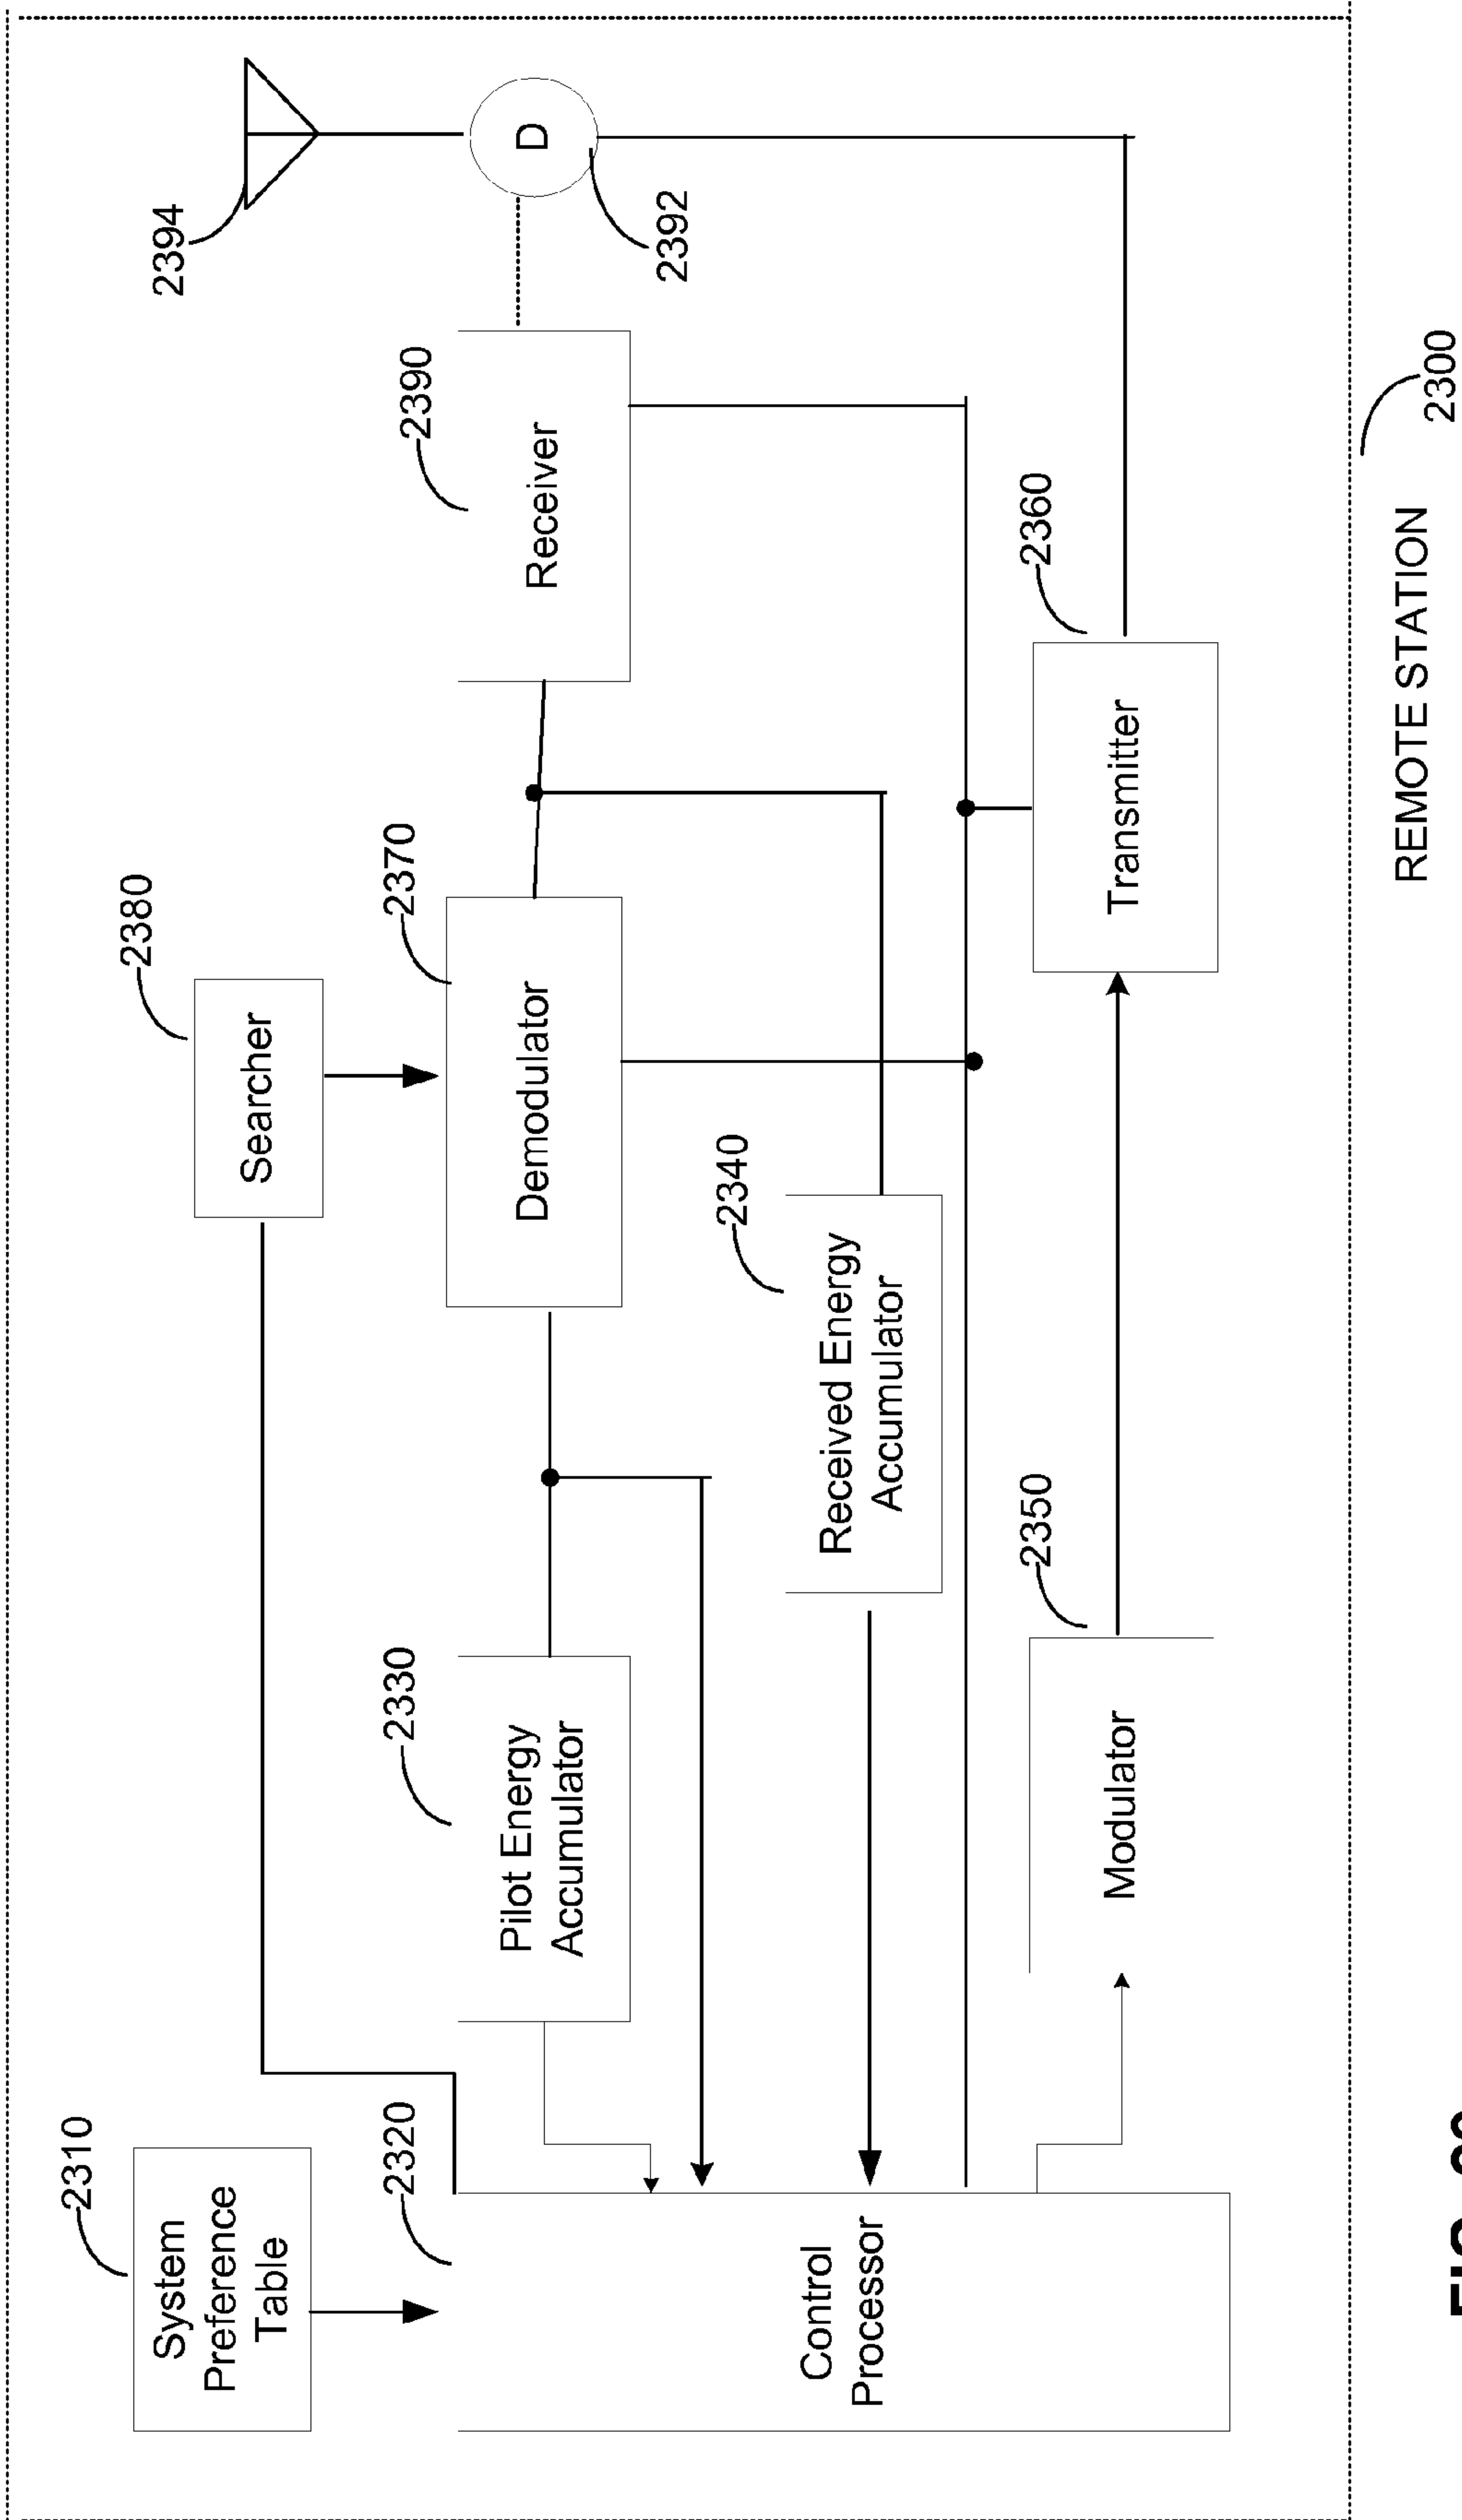 2310
System
Preference
Table
2320
Control
Processor
2330
Pilot Energy
Accumulator
2380
Searcher
2370
Demodulator
2340
Received Energy
Accumulator
2350
Modulator
2360
Transmitter
2390
Receiver
2394
D
2392
REMOTE STATION
2300
FIG.